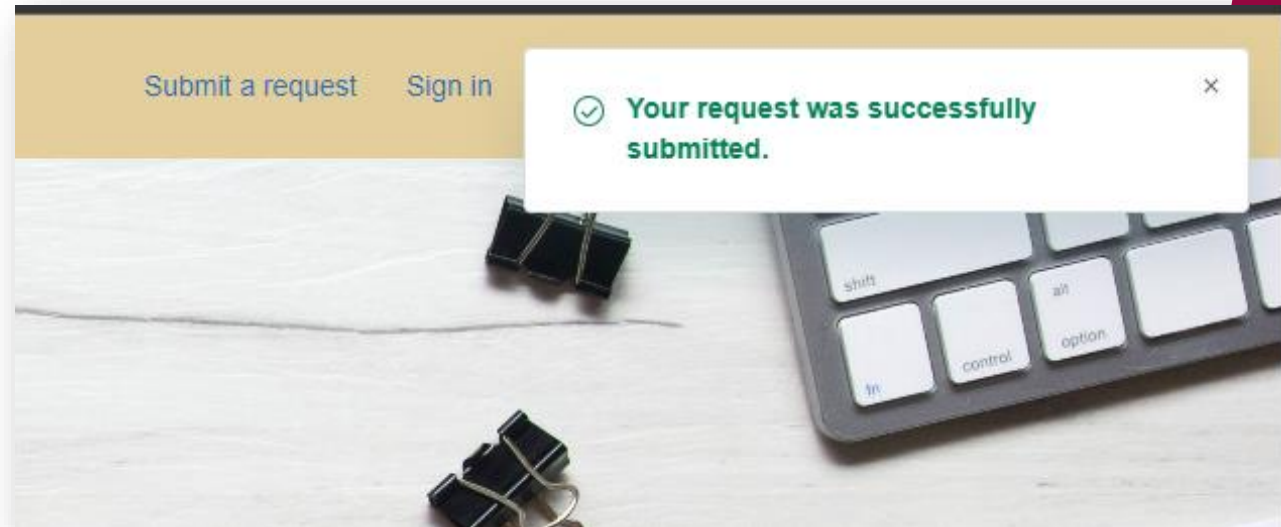 Submit a request Sign in
Your request was successfully
submitted.
×
shift
alt
option
control
fn